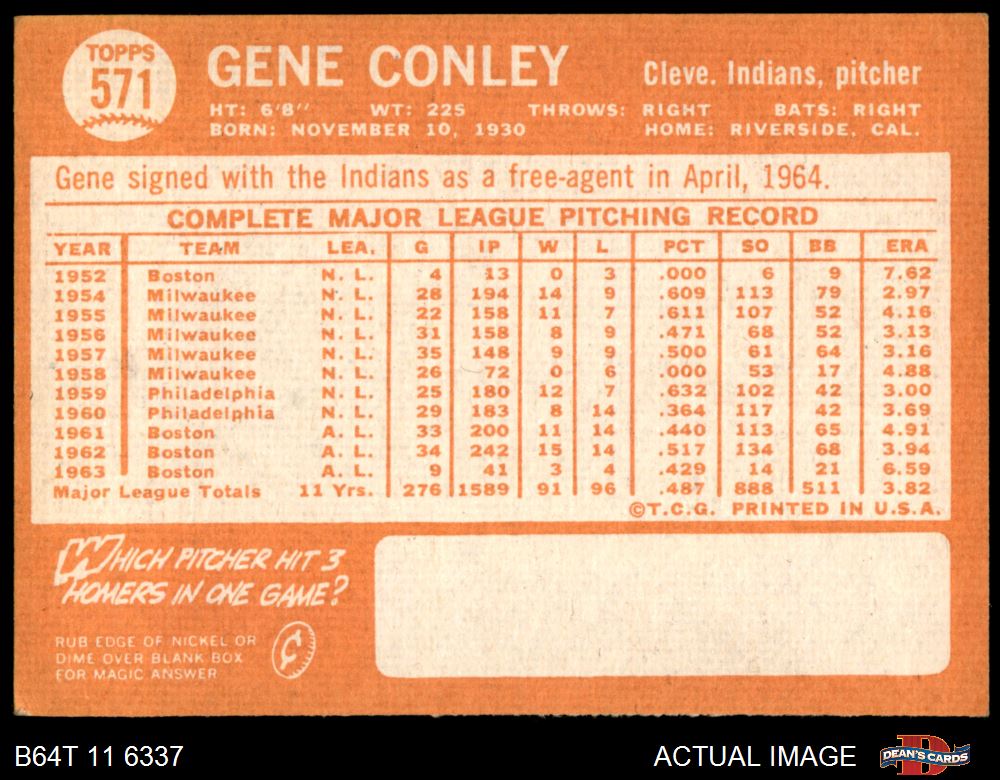 TOPPS
571
GENE CONLEY
Cleve. Indians, pitcher
HT: 6'8" WT: 225 THROWS: RIGHT BATS: RIGHT
BORN: NOVEMBER 10, 1930 HOME: RIVERSIDE, CAL.
Gene signed with the Indians as a free-agent in April, 1964.
COMPLETE MAJOR LEAGUE PITCHING RECORD
YEAR TEAM LEA. G IP W L PCT SO BB ERA
1952 Boston N. L. 4 13 0 3 .000 6 9 7.62
1954 Milwaukee N. L. 28 194 14 9 .609 113 79 2.97
1955 Milwaukee N. L. 22 158 11 7 .611 107 52 4.16
1956 Milwaukee N. L. 31 158 8 9 .471 68 52 3.13
1957 Milwaukee N. L. 35 148 9 9 .500 61 64 3.16
1958 Milwaukee N. L. 26 72 0 6 .000 53 17 4.88
1959 Philadelphia N. L. 25 180 12 7 .632 102 42 3.00
1960 Philadelphia N. L. 29 183 8 14 .364 117 42 3.69
1961 Boston A. L. 33 200 11 14 .440 113 65 4.91
1962 Boston A. L. 34 242 15 14 .517 134 68 3.94
1963 Boston A. L. 9 41 3 4 .429 14 21 6.59
Major League Totals 11 Yrs. 276 1589 91 96 .487 888 511 3.82
©T.C.G. PRINTED IN U.S.A.
WHICH PITCHER HIT 3
HOMERS IN ONE GAME?
RUB EDGE OF NICKEL OR
DIME OVER BLANK BOX
FOR MAGIC ANSWER
¢
B64T 11 6337 ACTUAL IMAGE DEAN'S CARDS